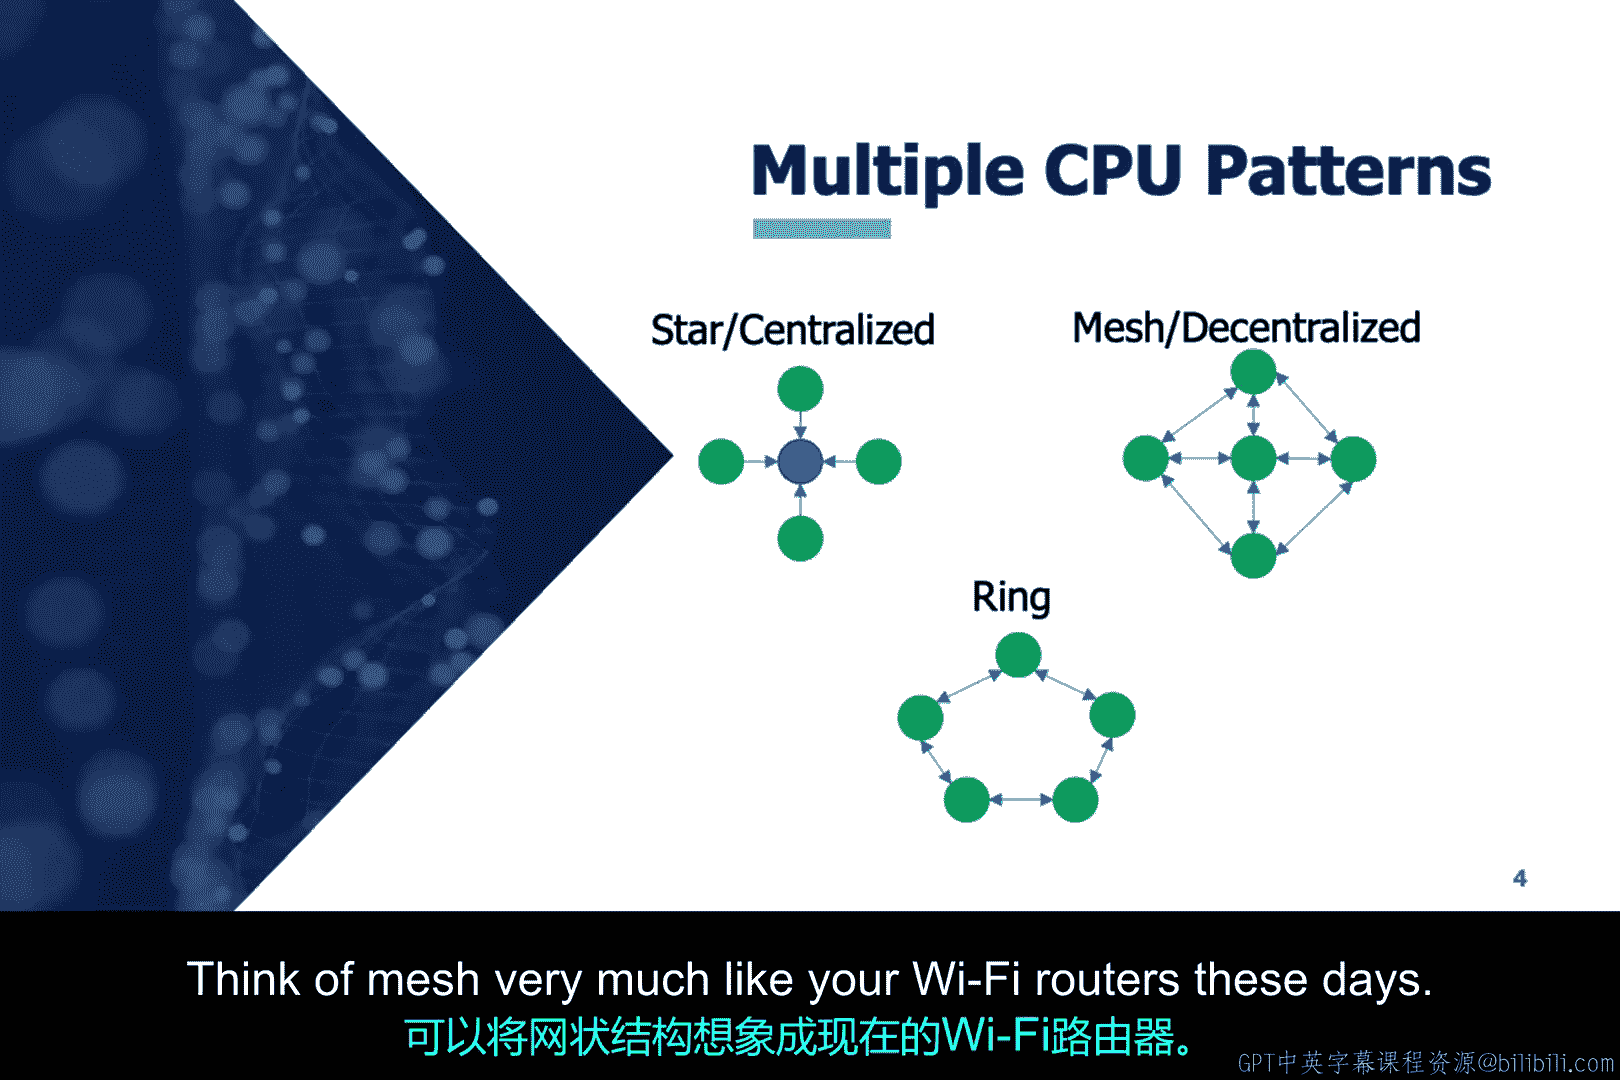 Multiple CPU Patterns
Star/Centralized
Mesh/Decentralized
Ring
4
Think of mesh very much like your Wi-Fi routers these days.
可以将网状结构想象成现在的Wi-Fi路由器。
GPT中英字幕课程资源@bilibili.com